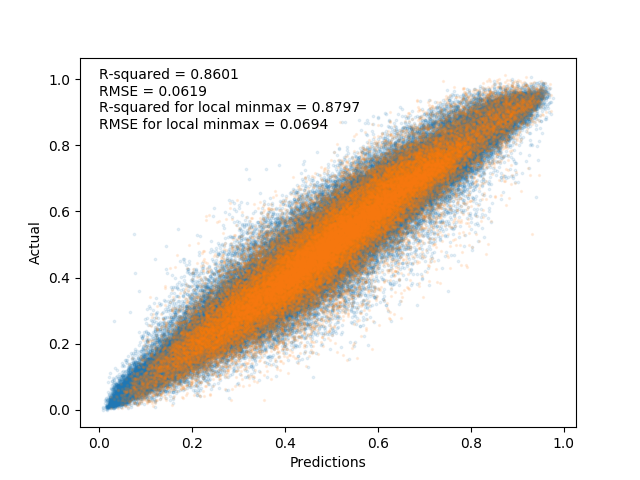 R-squared = 0.8601
RMSE = 0.0619
R-squared for local minmax = 0.8797
RMSE for local minmax = 0.0694
1.0
0.8
0.6
0.4
0.2
0.0
Actual
0.0 0.2 0.4 0.6 0.8 1.0
Predictions